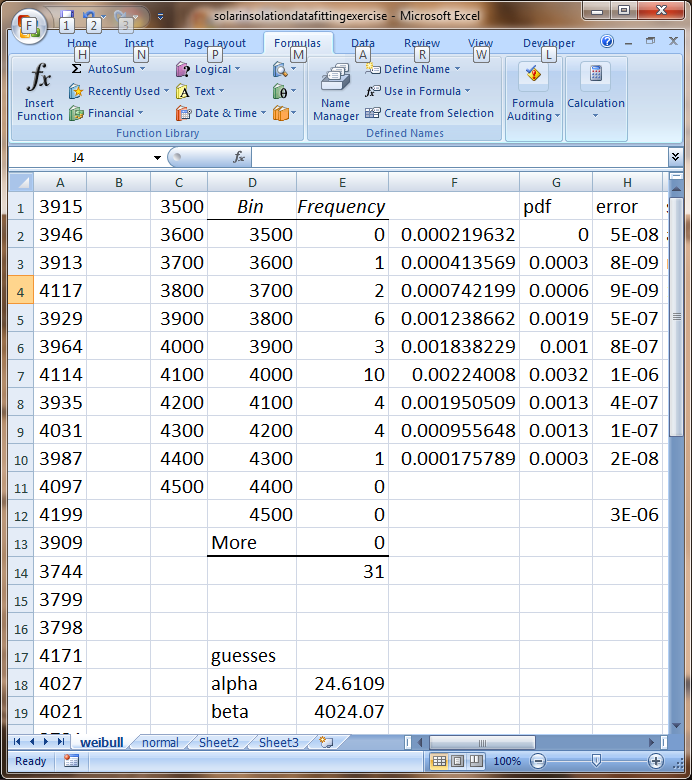 solarinsolationdatafittingexercise - Microsoft Excel
F 1 2 3
Home Insert Page Layout Formulas Data Review View Developer
H N P M A R W L
fx Insert Function
Σ AutoSum
Recently Used
Financial
Logical
Text
Date & Time
Function Library
Name Manager
Define Name
Use in Formula
Create from Selection
Defined Names
Formula Auditing
Calculation
J4 fx
A B C D E F G H
1 3915 3500 Bin Frequency pdf error
2 3946 3600 3500 0 0.000219632 0 5E-08
3 3913 3700 3600 1 0.000413569 0.0003 8E-09
4 4117 3800 3700 2 0.000742199 0.0006 9E-09
5 3929 3900 3800 6 0.001238662 0.0019 5E-07
6 3964 4000 3900 3 0.001838229 0.001 8E-07
7 4114 4100 4000 10 0.00224008 0.0032 1E-06
8 3935 4200 4100 4 0.001950509 0.0013 4E-07
9 4031 4300 4200 4 0.000955648 0.0013 1E-07
10 3987 4400 4300 1 0.000175789 0.0003 2E-08
11 4097 4500 4400 0
12 4199 4500 0 3E-06
13 3909 More 0
14 3744 31
15 3799
16 3798
17 4171 guesses
18 4027 alpha 24.6109
19 4021 beta 4024.07
weibull normal Sheet2 Sheet3
Ready 100%